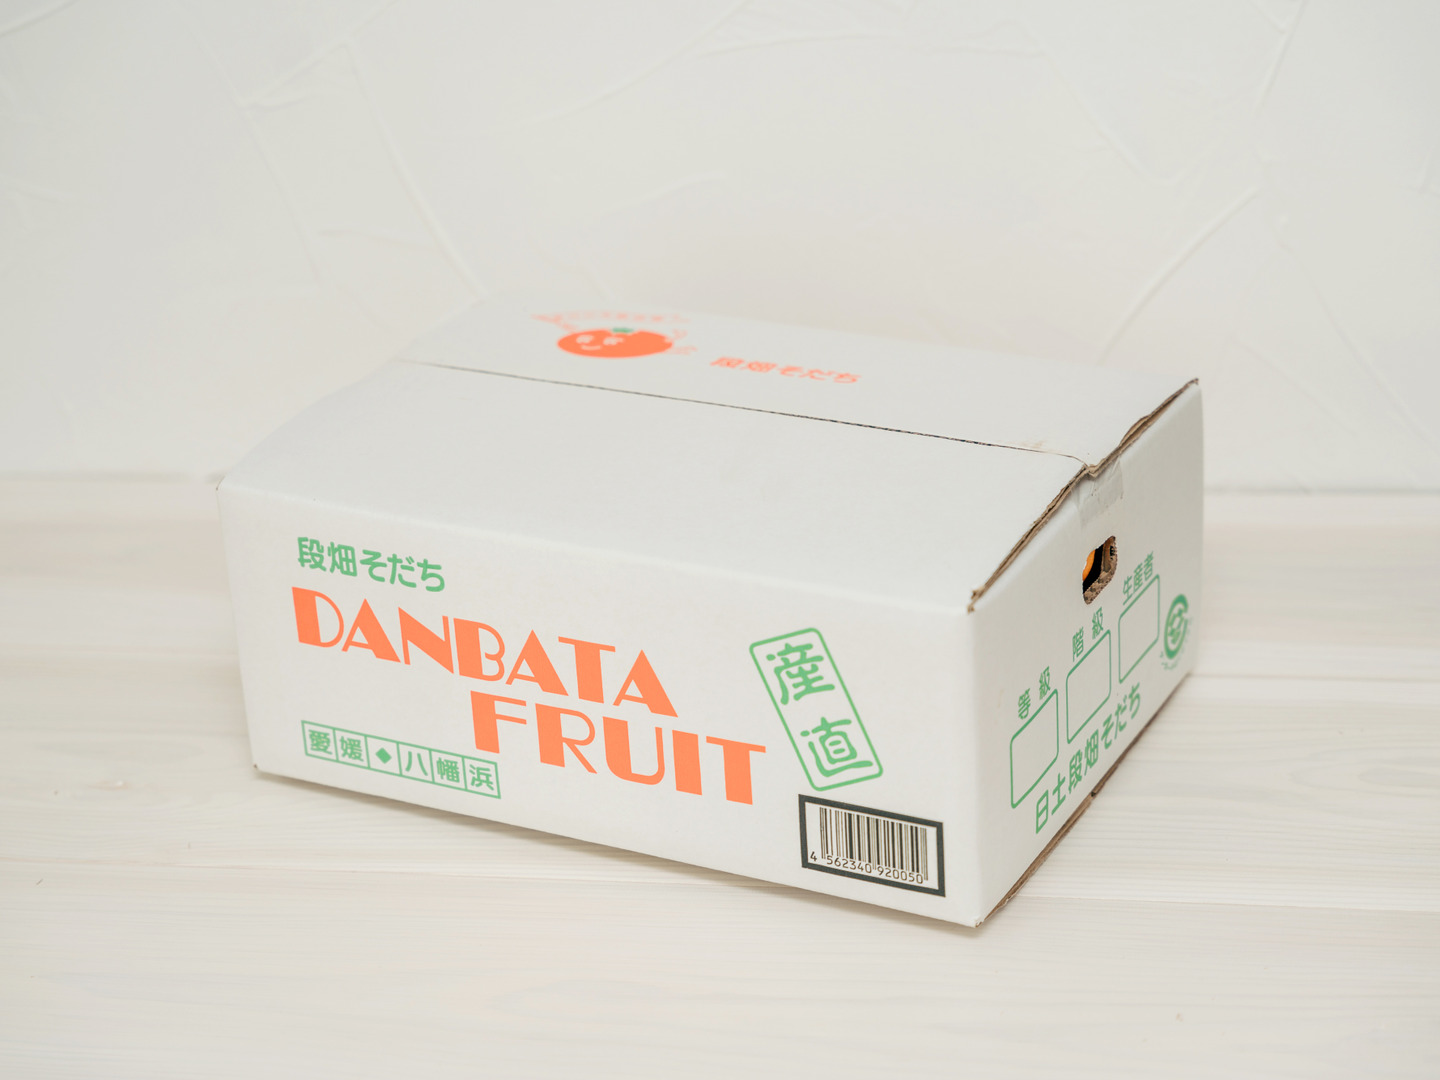 段畑そだち
段畑そだち
DANBATA
FRUIT
産直
愛媛◆八幡浜
4 562340 920050
等級
階級
生産者
日土段畑そだち